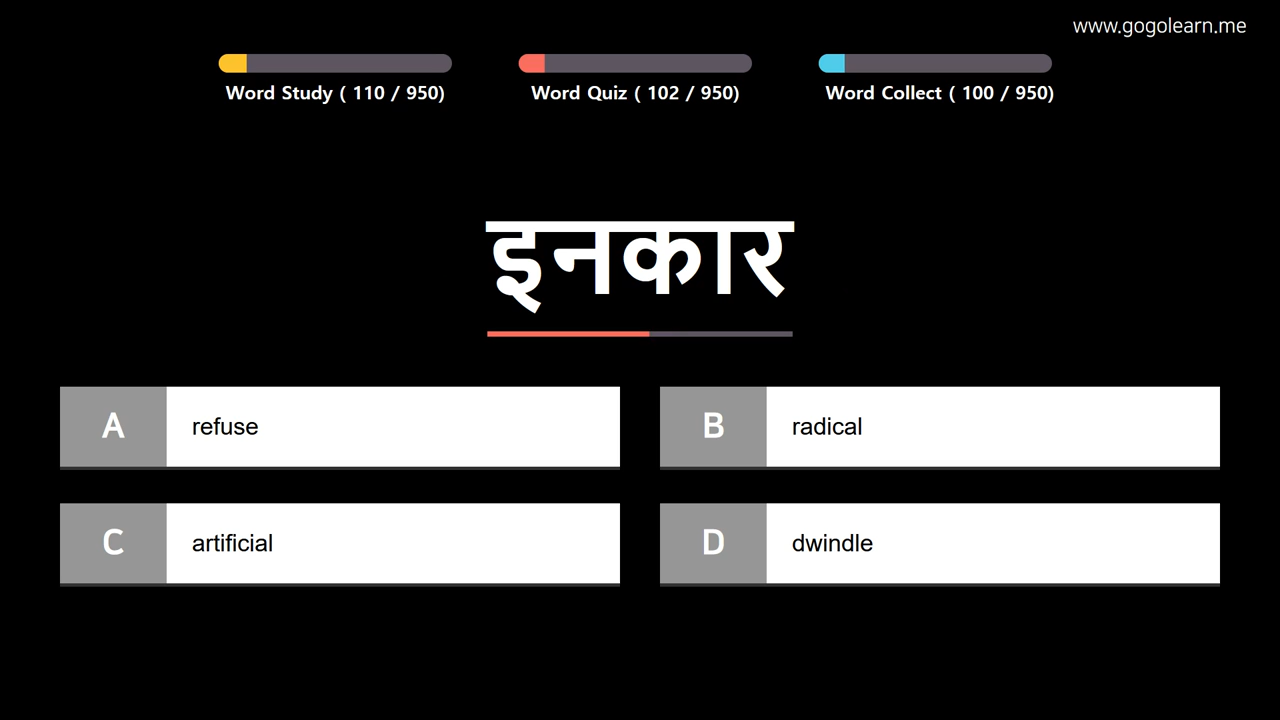 www.gogolearn.me
Word Study ( 110 / 950)
Word Quiz ( 102 / 950)
Word Collect ( 100 / 950)
इनकार
A refuse
B radical
C artificial
D dwindle